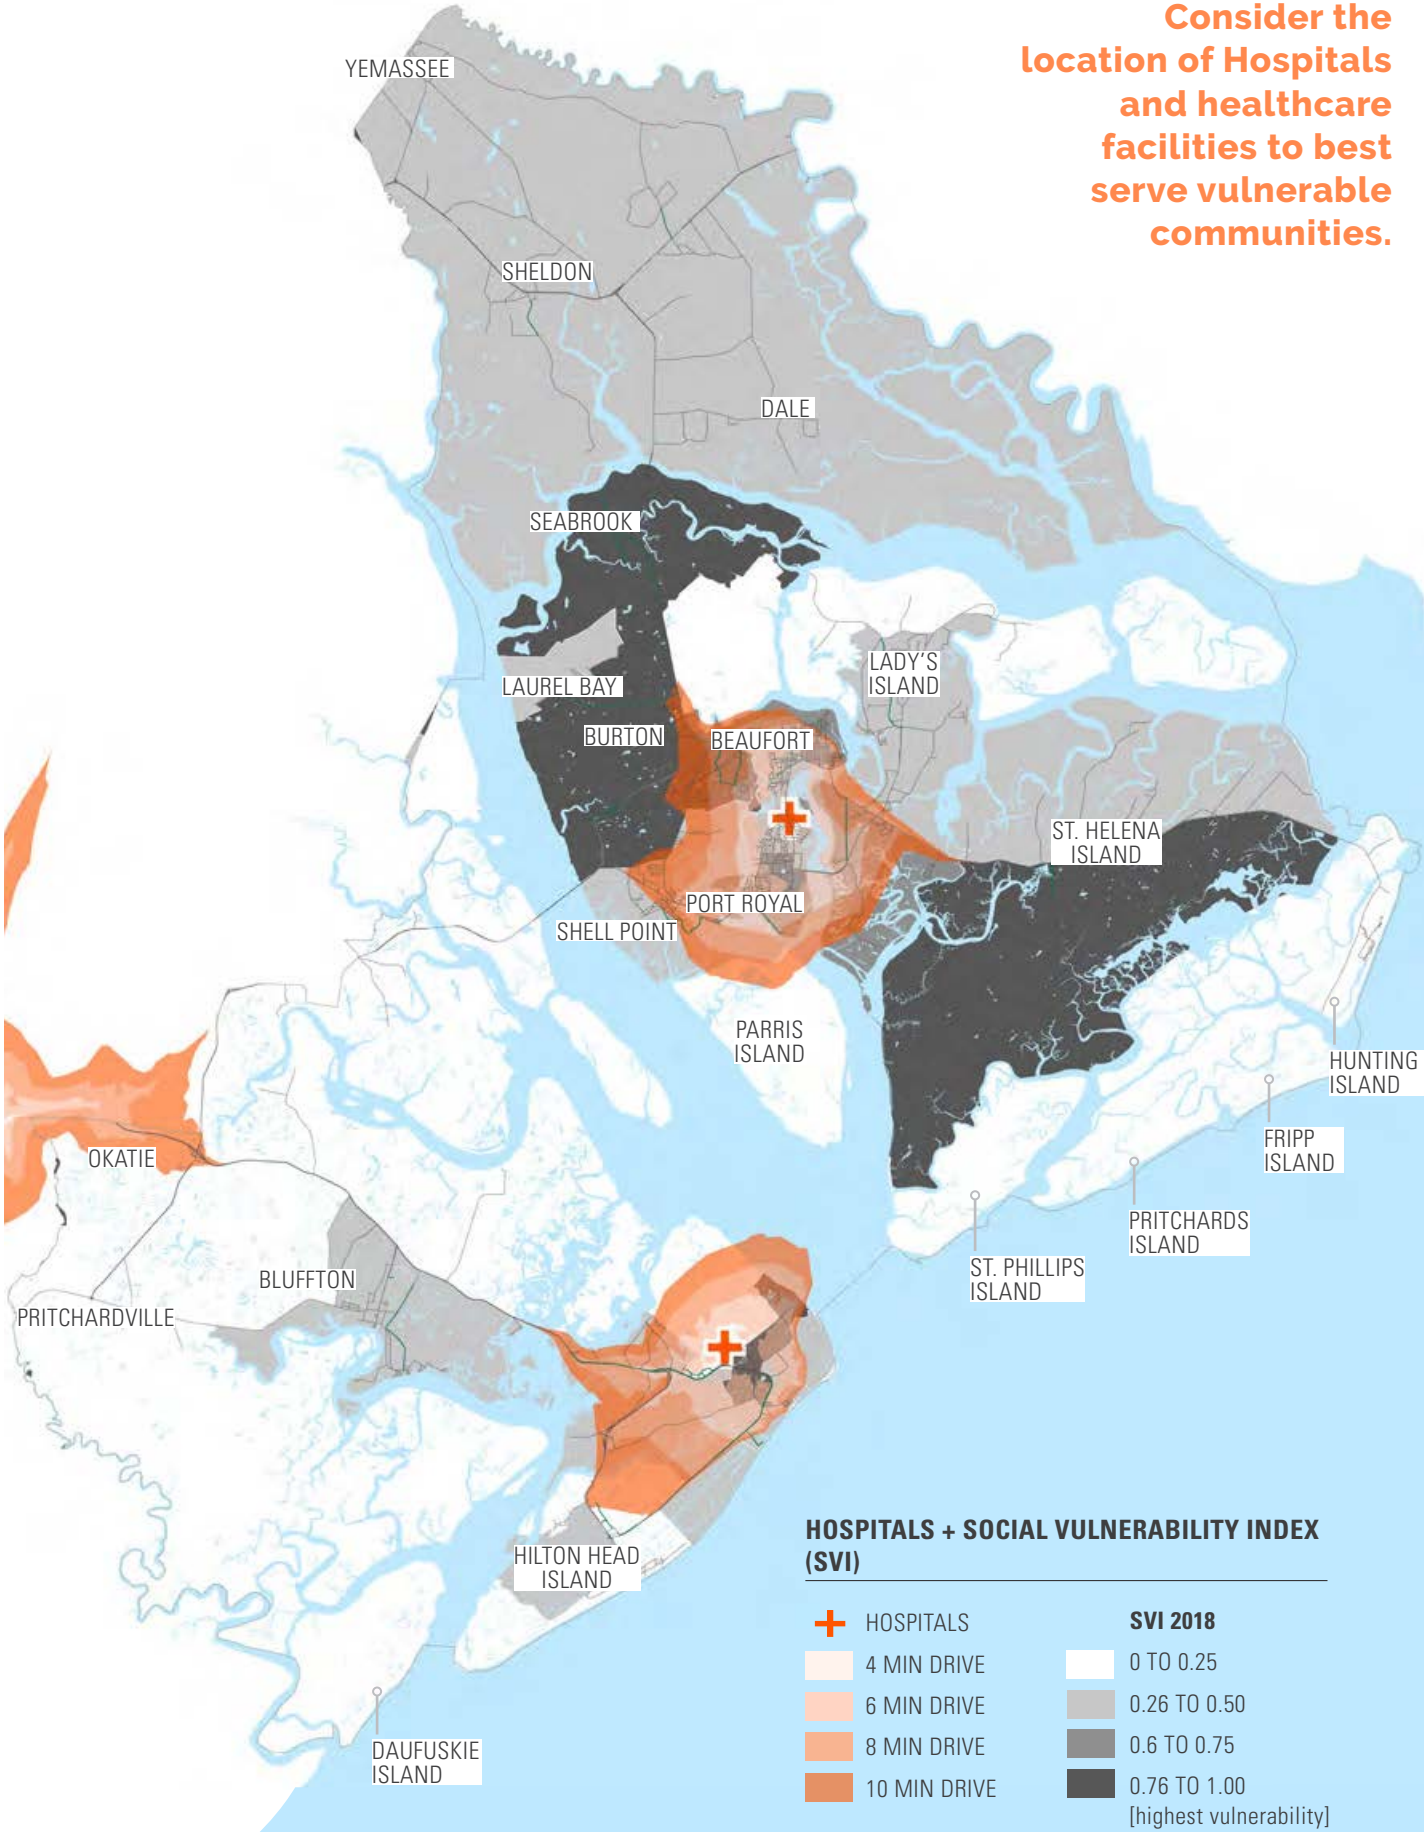 Consider the
location of Hospitals
and healthcare
facilities to best
serve vulnerable
communities.
YEMASSEE
SHELDON
DALE
SEABROOK
LADY'S
ISLAND
LAUREL BAY
BURTON
BEAUFORT
ST. HELENA
ISLAND
PORT ROYAL
SHELL POINT
PARRIS
ISLAND
HUNTING
ISLAND
OKATIE
FRIPP
ISLAND
PRITCHARDS
ISLAND
ST. PHILLIPS
ISLAND
BLUFFTON
PRITCHARDVILLE
HILTON HEAD
ISLAND
DAUFUSKIE
ISLAND
HOSPITALS + SOCIAL VULNERABILITY INDEX
(SVI)
HOSPITALS
4 MIN DRIVE
6 MIN DRIVE
8 MIN DRIVE
10 MIN DRIVE
SVI 2018
0 TO 0.25
0.26 TO 0.50
0.6 TO 0.75
0.76 TO 1.00
[highest vulnerability]